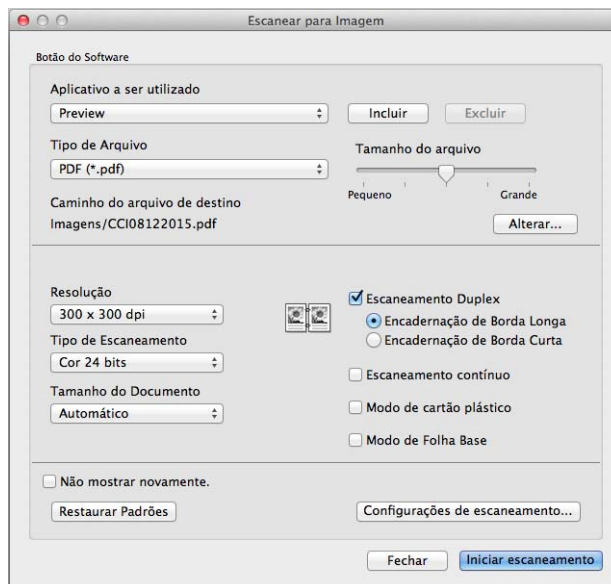 Escanear para Imagem
Botão do Software
Aplicativo a ser utilizado
Preview
Incluir
Excluir
Tipo de Arquivo
PDF (*.pdf)
Tamanho do arquivo
Pequeno
Grande
Caminho do arquivo de destino
Imagens/CCI08122015.pdf
Alterar...
Resolução
300 x 300 dpi
Tipo de Escaneamento
Cor 24 bits
Tamanho do Documento
Automático
Escaneamento Duplex
Encadernação de Borda Longa
Encadernação de Borda Curta
Escaneamento contínuo
Modo de cartão plástico
Modo de Folha Base
Não mostrar novamente.
Restaurar Padrões
Configurações de escaneamento...
Fechar
Iniciar escaneamento